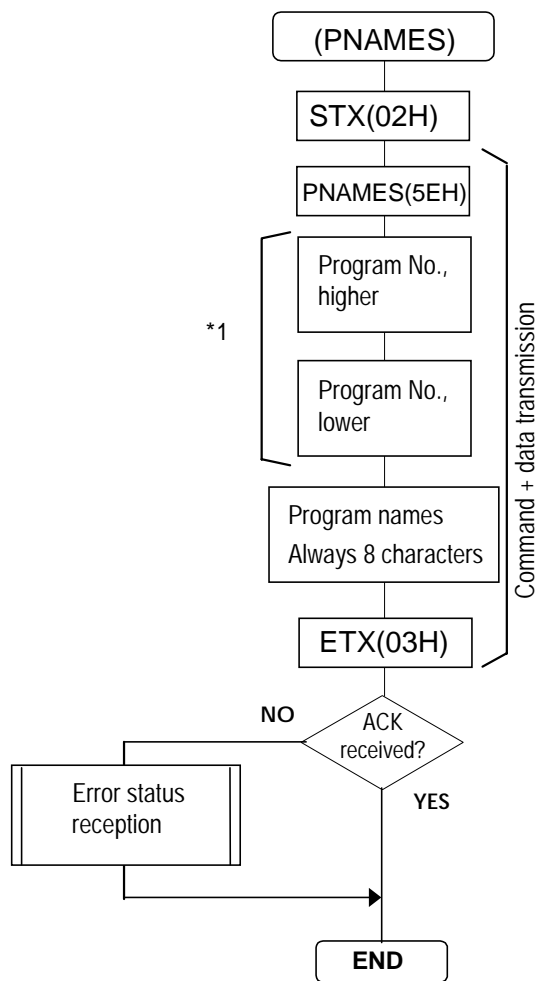 (PNAMES)
STX(02H)
PNAMES(5EH)
Program No.,
higher
*1
Program No.,
lower
Program names
Always 8 characters
Command + data transmission
ETX(03H)
ACK
received?
NO
YES
Error status
reception
END